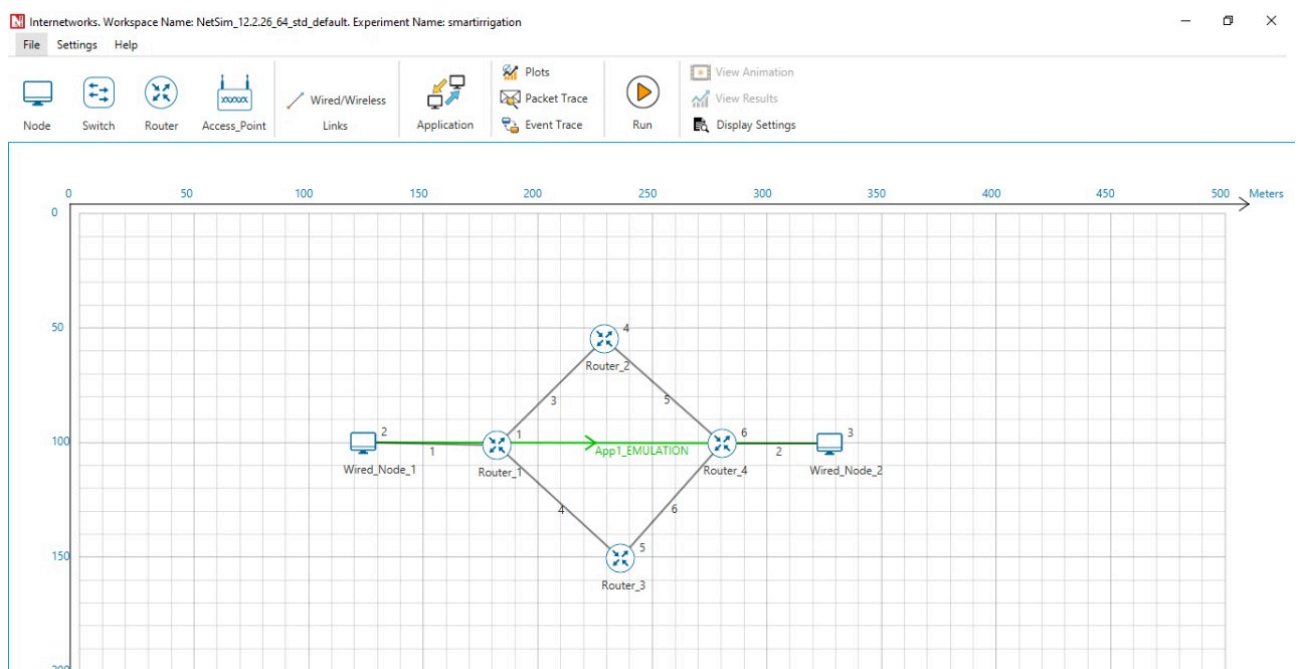 Internetworks. Workspace Name: NetSim_12.2.26_64_std_default. Experiment Name: smartirrigation
File Settings Help
Node
Switch
Router
Access_Point
Wired/Wireless
Links
Application
Plots
Packet Trace
Event Trace
Run
View Animation
View Results
Display Settings
0 50 100 150 200 250 300 350 400 450 500 Meters
0
50
4
Router_2
3 5
100
2
1
1
App1_EMULATION
6
2
3
Wired_Node_1
Router_1
Router_4
Wired_Node_2
4 6
150
5
Router_3
200